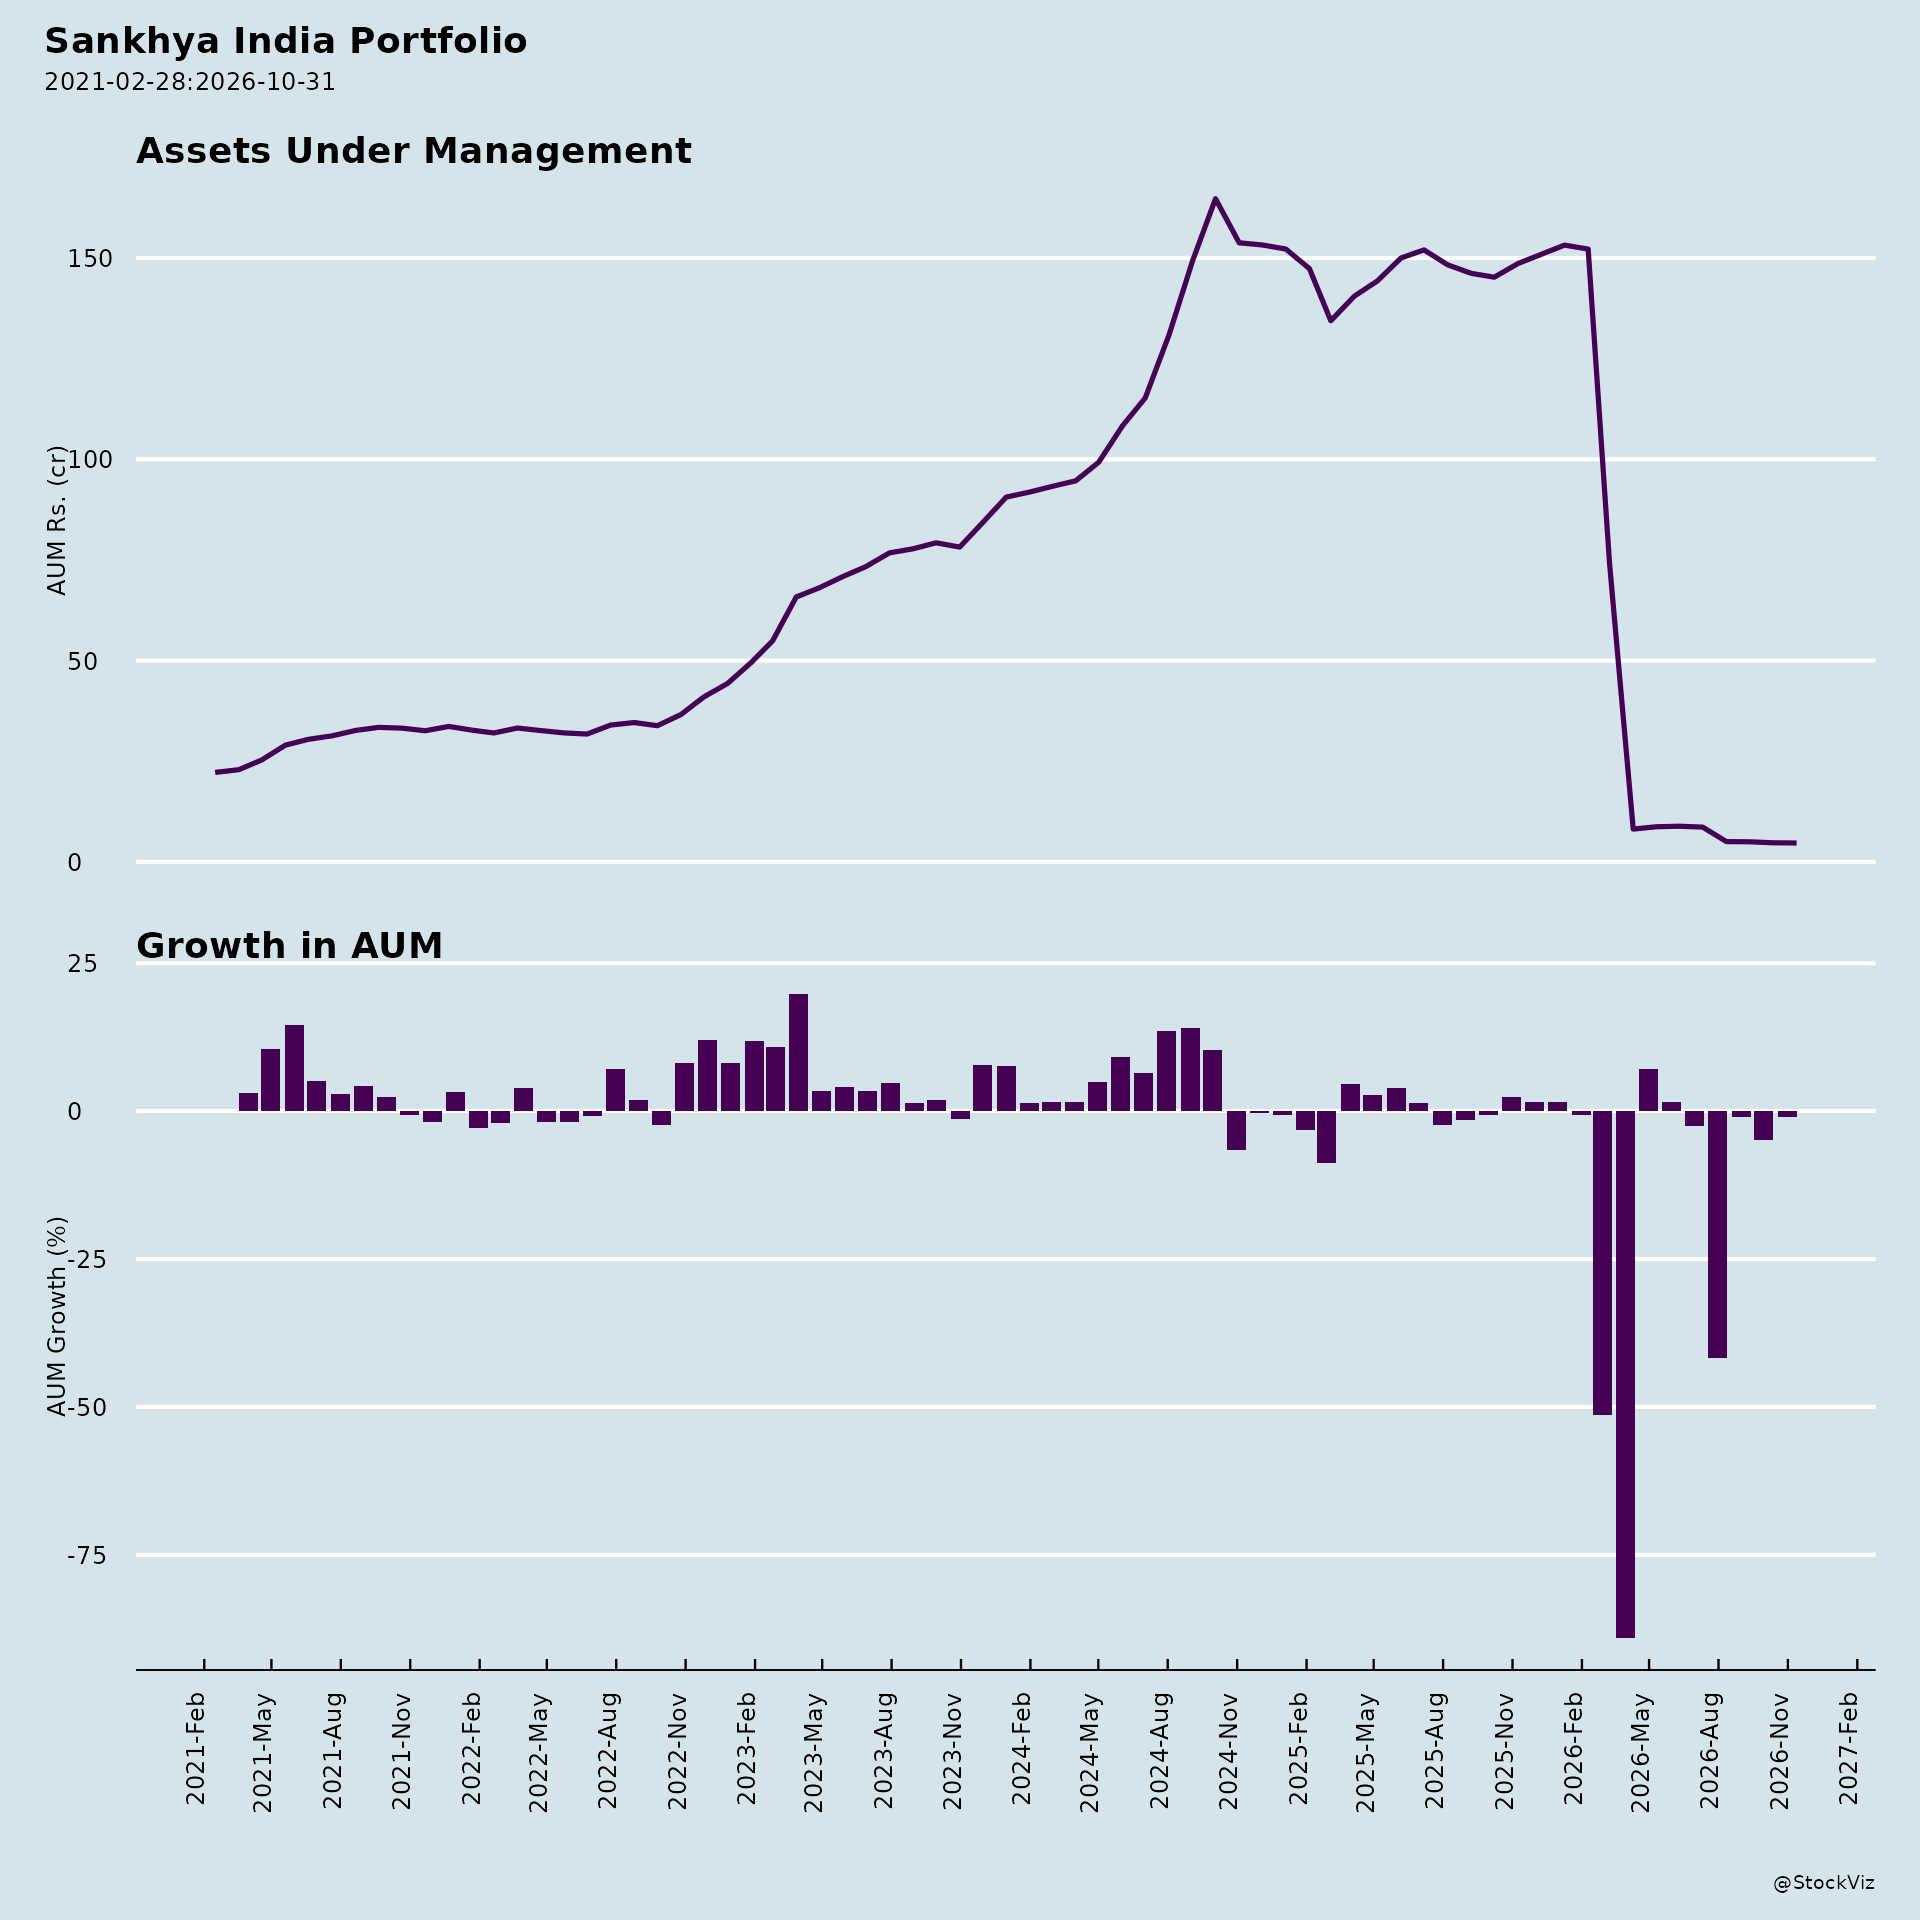 Sankhya India Portfolio
2021-02-28:2026-10-31
Assets Under Management
AUM Rs. (cr)
150
100
50
0
Growth in AUM
AUM Growth (%)
25
0
-25
-50
-75
2021-Feb
2021-May
2021-Aug
2021-Nov
2022-Feb
2022-May
2022-Aug
2022-Nov
2023-Feb
2023-May
2023-Aug
2023-Nov
2024-Feb
2024-May
2024-Aug
2024-Nov
2025-Feb
2025-May
2025-Aug
2025-Nov
2026-Feb
2026-May
2026-Aug
2026-Nov
2027-Feb
@StockViz